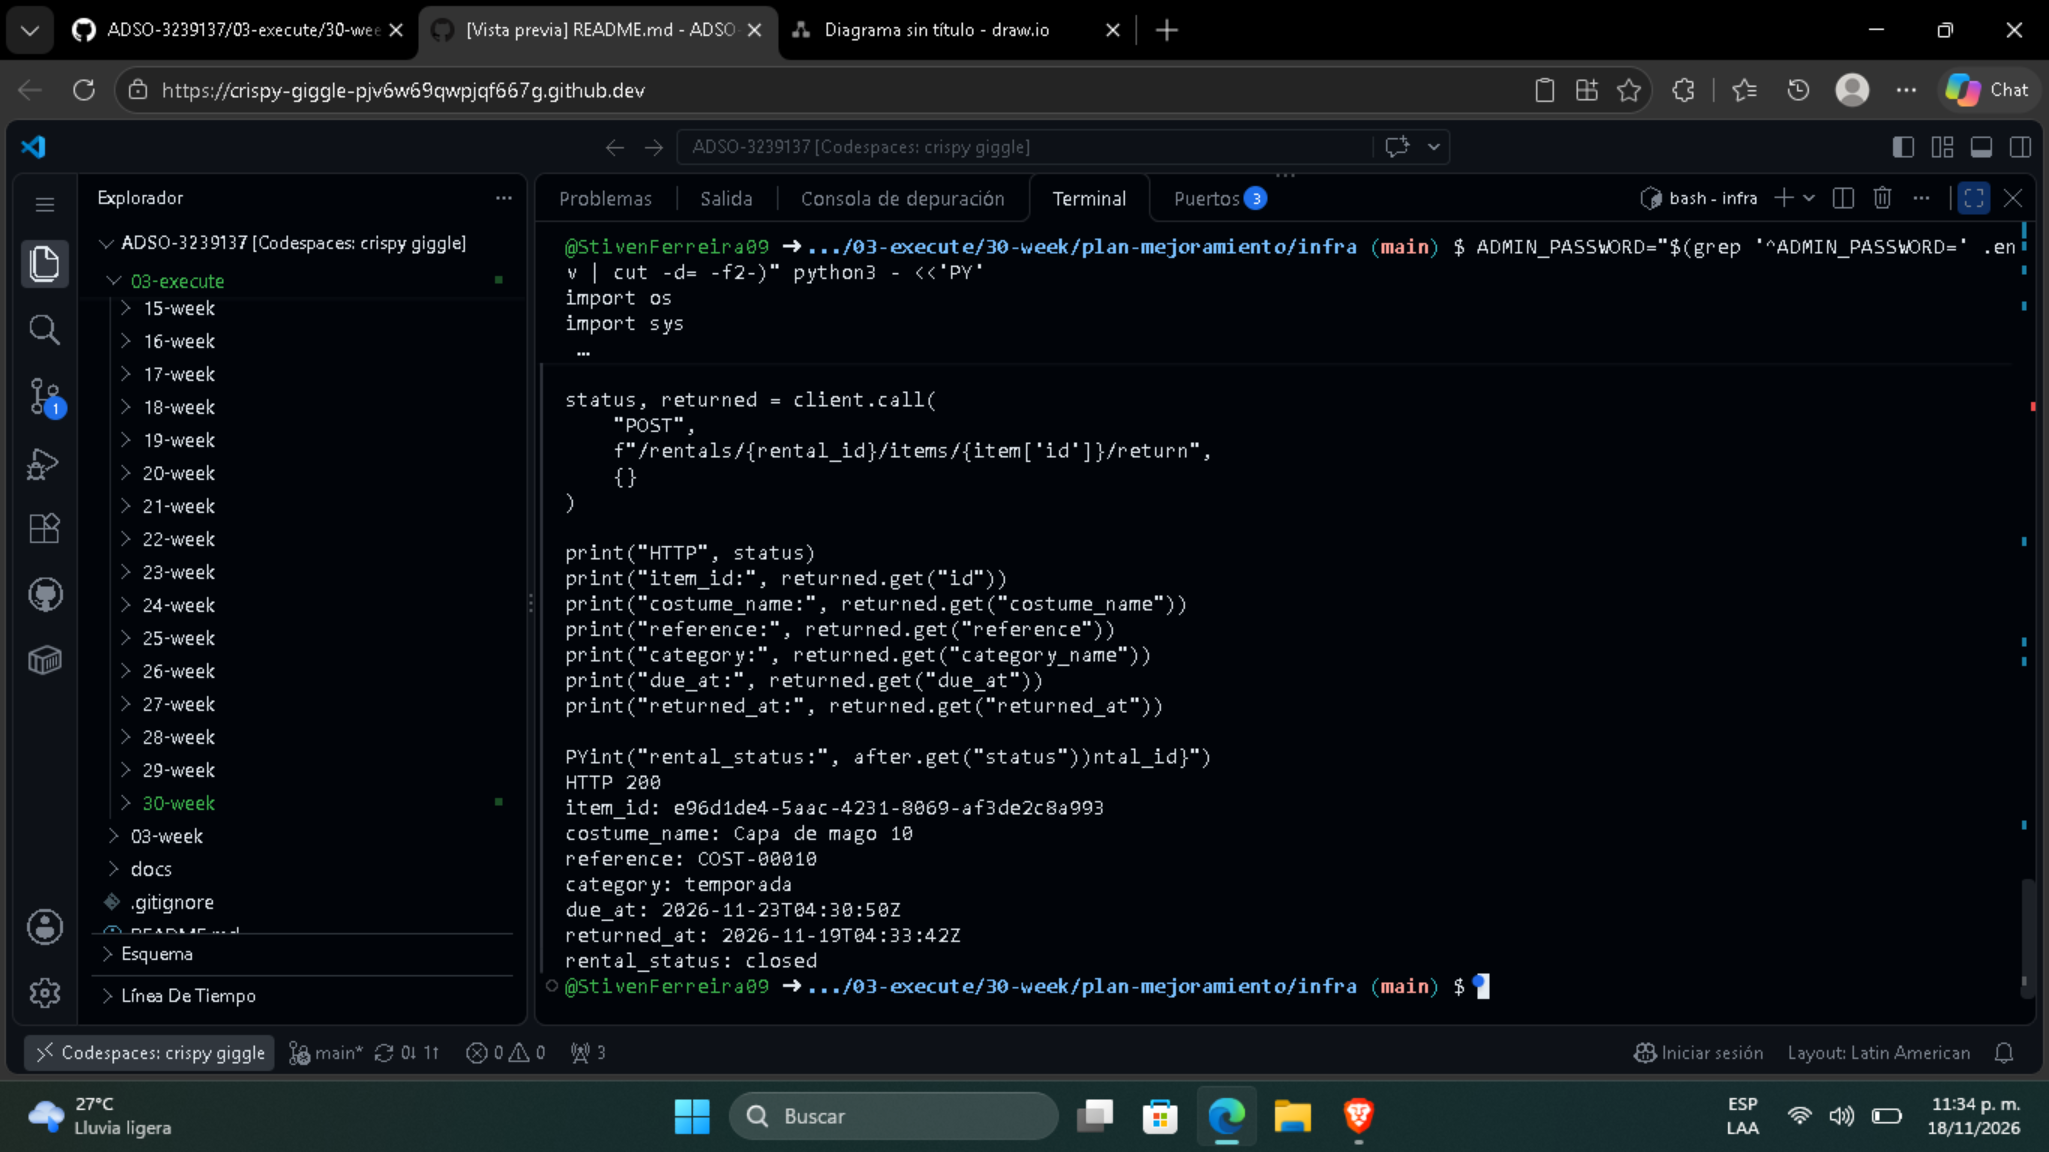 ADSO-3239137/03-execute/30-wee
[Vista previa] README.md - ADSO-
Diagrama sin título - draw.io
https://crispy-giggle-pjv6w69qwpjqf667g.github.dev
Chat
ADSO-3239137 [Codespaces: crispy giggle]
Explorador
ADSO-3239137 [Codespaces: crispy giggle]
03-execute
15-week
16-week
17-week
18-week
19-week
20-week
21-week
22-week
23-week
24-week
25-week
26-week
27-week
28-week
29-week
30-week
03-week
docs
.gitignore
README.md
Esquema
Línea De Tiempo
1
Problemas
Salida
Consola de depuración
Terminal
Puertos 3
bash - infra
@StivenFerreira09 ➜ .../03-execute/30-week/plan-mejoramiento/infra (main) $ ADMIN_PASSWORD="$(grep '^ADMIN_PASSWORD=' .en
v | cut -d= -f2-)" python3 - <<'PY'
import os
import sys
…
status, returned = client.call(
"POST",
f"/rentals/{rental_id}/items/{item['id']}/return",
{}
)
print("HTTP", status)
print("item_id:", returned.get("id"))
print("costume_name:", returned.get("costume_name"))
print("reference:", returned.get("reference"))
print("category:", returned.get("category_name"))
print("due_at:", returned.get("due_at"))
print("returned_at:", returned.get("returned_at"))
PYint("rental_status:", after.get("status"))ntal_id}")
HTTP 200
item_id: e96d1de4-5aac-4231-8069-af3de2c8a993
costume_name: Capa de mago 10
reference: COST-00010
category: temporada
due_at: 2026-11-23T04:30:50Z
returned_at: 2026-11-19T04:33:42Z
rental_status: closed
@StivenFerreira09 ➜ .../03-execute/30-week/plan-mejoramiento/infra (main) $
Codespaces: crispy giggle
main* 0↓ 1↑
0 0
3
Iniciar sesión
Layout: Latin American
27°C
Lluvia ligera
Buscar
ESP
LAA
11:34 p. m.
18/11/2026